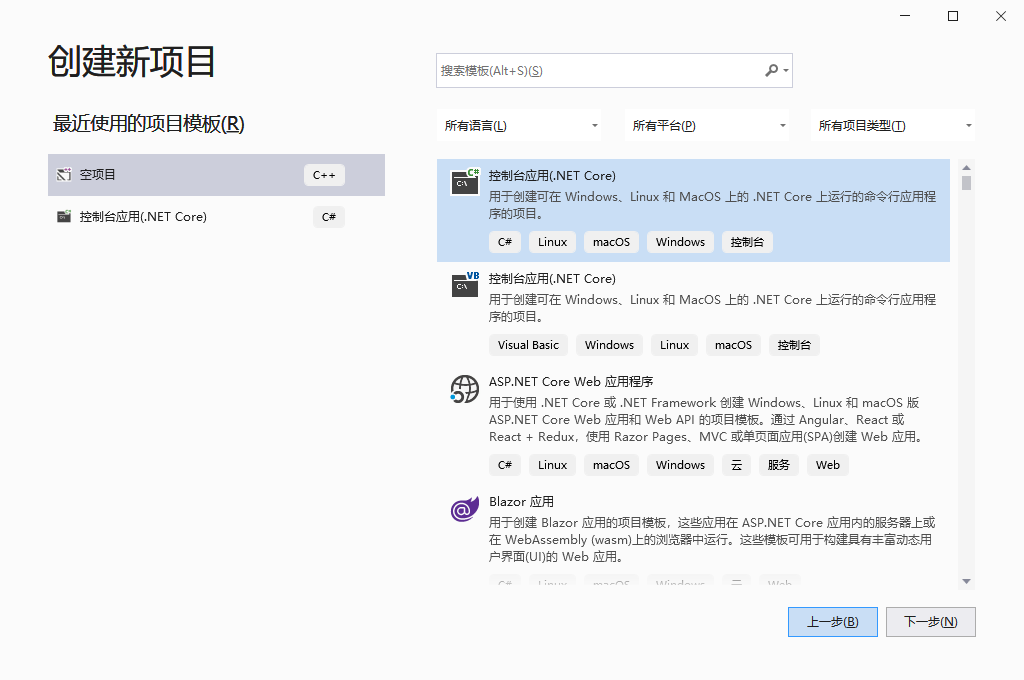 创建新项目
搜索模板(Alt+S)(S)
最近使用的项目模板(R)
所有语言(L) 所有平台(P) 所有项目类型(T)
空项目 C++
控制台应用(.NET Core) C#
C#
C:\
控制台应用(.NET Core)
用于创建可在 Windows、Linux 和 MacOS 上的 .NET Core 上运行的命令行应用程
序的项目。
C# Linux macOS Windows 控制台
VB
C:\
控制台应用(.NET Core)
用于创建可在 Windows、Linux 和 MacOS 上的 .NET Core 上运行的命令行应用程
序的项目。
Visual Basic Windows Linux macOS 控制台
ASP.NET Core Web 应用程序
用于使用 .NET Core 或 .NET Framework 创建 Windows、Linux 和 macOS 版
ASP.NET Core Web 应用和 Web API 的项目模板。通过 Angular、React 或
React + Redux，使用 Razor Pages、MVC 或单页面应用(SPA)创建 Web 应用。
C# Linux macOS Windows 云 服务 Web
Blazor 应用
用于创建 Blazor 应用的项目模板，这些应用在 ASP.NET Core 应用内的服务器上或
在 WebAssembly (wasm)上的浏览器中运行。这些模板可用于构建具有丰富动态用
户界面(UI)的 Web 应用。
C# Linux macOS Windows 云 Web
上一步(B) 下一步(N)